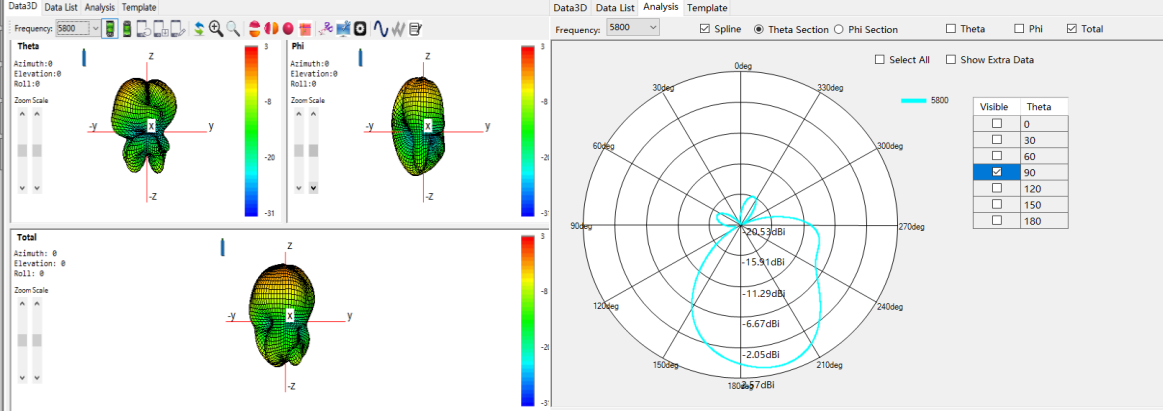 Data3D Data List Analysis Template
Frequency: 5800
Theta
Azimuth:0
Elevation:0
Roll:0
Zoom Scale
Z
-y X y
-Z
3
-8
-20
-31
Phi
Azimuth:0
Elevation:0
Roll:0
Zoom Scale
Z
-y X y
-Z
3
-8
-31
Total
Azimuth: 0
Elevation: 0
Roll: 0
Zoom Scale
Z
-y X y
-Z
3
Data3D Data List Analysis Template
Frequency: 5800 Spline Theta Section Phi Section Theta Phi Total
Select All Show Extra Data
0deg
30deg 330deg
60deg 300deg
90deg 270deg
120deg 240deg
150deg 210deg
180deg
-20.53dBi
-15.91dBi
-11.29dBi
-6.67dBi
-2.05dBi
2.57dBi
5800
Visible Theta
0
30
60
90
120
150
180